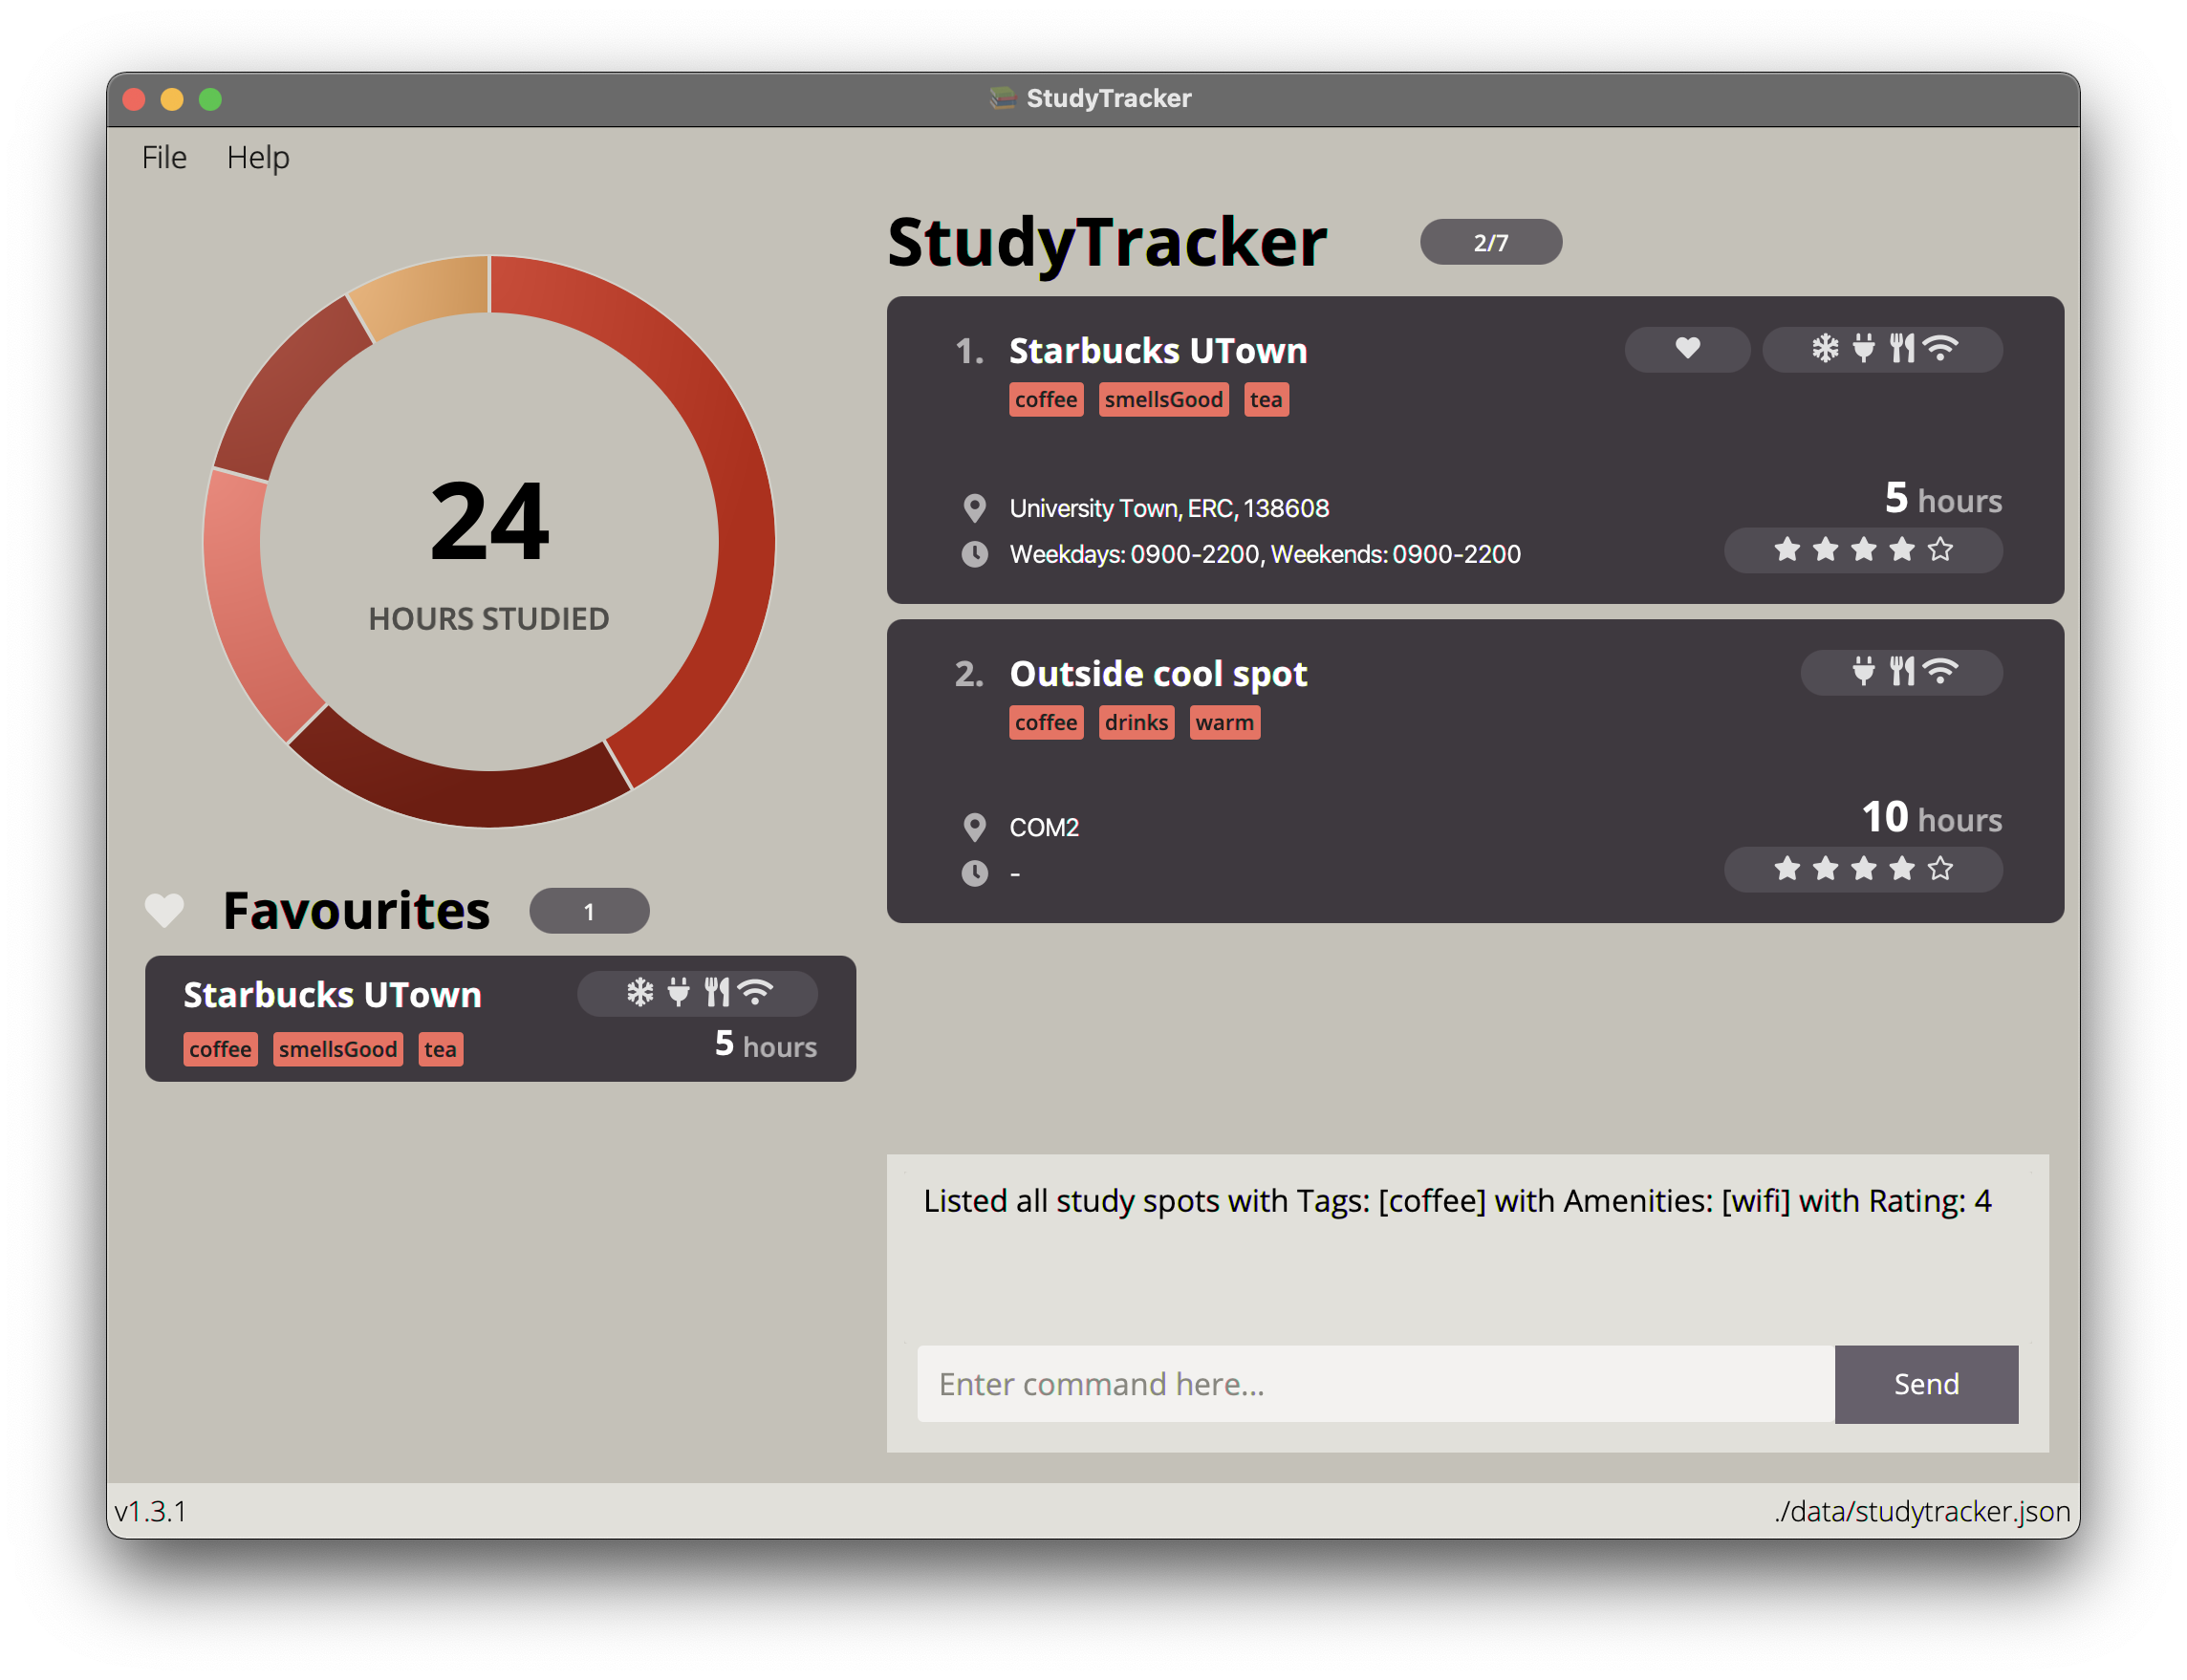 StudyTracker
File Help
24
HOURS STUDIED
Favourites 1
Starbucks UTown
coffee smellsGood tea
5 hours
StudyTracker 2/7
1. Starbucks UTown
coffee smellsGood tea
University Town, ERC, 138608
5 hours
Weekdays: 0900-2200, Weekends: 0900-2200
2. Outside cool spot
coffee drinks warm
COM2
10 hours
-
Listed all study spots with Tags: [coffee] with Amenities: [wifi] with Rating: 4
Enter command here...
Send
v1.3.1
./data/studytracker.json